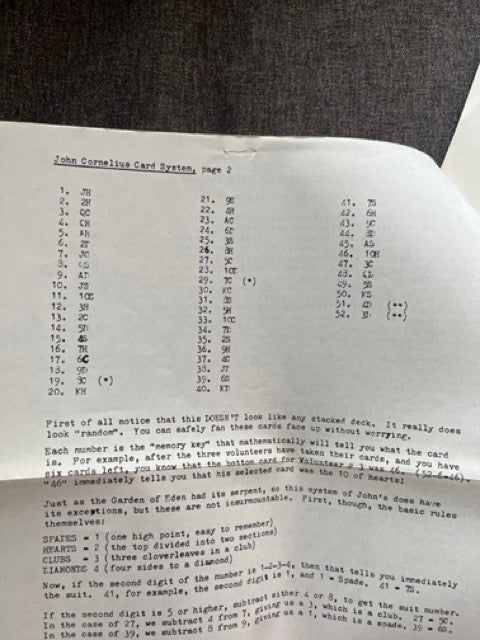 John Cornelius Card System, page 2
1. JH
2. 2H
3. QC
4.
5. AH
6.
7. JC
8.
9.
10. JS
11.
12. 3H
13. 2C
14. 5D
15. 4S
16. 7H
17. 6C
18. 9D
19. 9C (*)
20. KH
21. 9S
22. 4H
23. AC
24. 6D
25. 3S
26. 8H
27. 5C
28.
29. 7C (*)
30. KC
31. 8S
32. 5H
33.
34. 7D
35. 2S
36. 9H
37. 4C
38.
39. 6S
40. KD
41. 7S
42. 6H
43.
44.
45. AS
46. 10H
47. 3C
48.
49. 5S
50. KS
51. 4D (**)
52. (**)
First of all notice that this DOESN'T look like any stacked deck. It really does
look "random". You can safely fan these cards face up without worrying.
Each number is the "memory key" that mathematically will tell you what the card
is. For example, after the three volunteers have taken their cards, and you have
six cards left, you know that the bottom card for Volunteer # 3 was 46. (52-6=46).
"46" immediately tells you that his selected card was the 10 of hearts!
Just as the Garden of Eden had its serpent, so this system of John's does have
its exceptions, but these are not insurmountable. First, though, the basic rules
themselves:
SPADES = 1 (one high point, easy to remember)
HEARTS = 2 (the top divided into two sections)
CLUBS = 3 (three cloverleaves in a club)
DIAMONDS 4 (four sides to a diamond)
Now, if the second digit of the number is 1-2-3-4, then that tells you immediately
the suit. 41, for example, the second digit is 1, and 1 = Spade. 41 = 7S.
If the second digit is 5 or higher, subtract either 4 or 8, to get the suit number.
In the case of 27, we subtract 4 from 7, giving us a 3, which is a club. 27 = 5C.
In the case of 39, we subtract 8 from 9, giving us a 1, which is a spade. 39 = 6S.